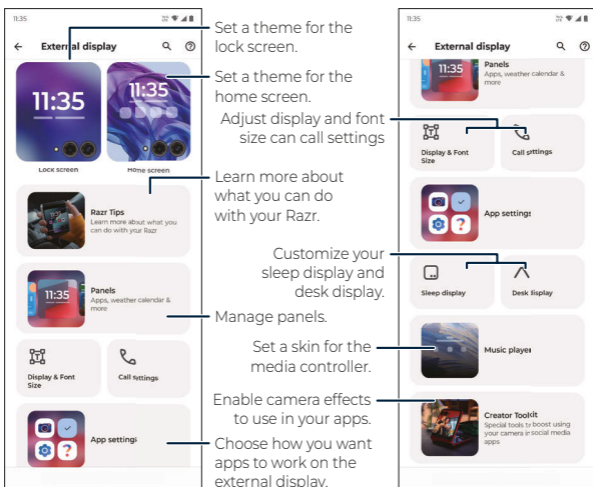 11:35
External display
11:35
11:35
Lock screen
Home screen
Razr Tips
Learn more about what you
can do with your Razr
11:35
Panels
Apps, weather calendar &
more
Display & Font
Size
Call settings
App settings
Set a theme for the
lock screen.
Set a theme for the
home screen.
Adjust display and font
size can call settings
Learn more about
what you can do
with your Razr.
Customize your
sleep display and
desk display.
Manage panels.
Set a skin for the
media controller.
Enable camera effects
to use in your apps.
Choose how you want
apps to work on the
external display.
11:35
External display
11:35
Panels
Apps, weather calendar &
more
Display & Font
Size
Call settings
App settings
Sleep display
Desk display
Music player
Creator Toolkit
Special tools to boost using
your camera in social media
apps